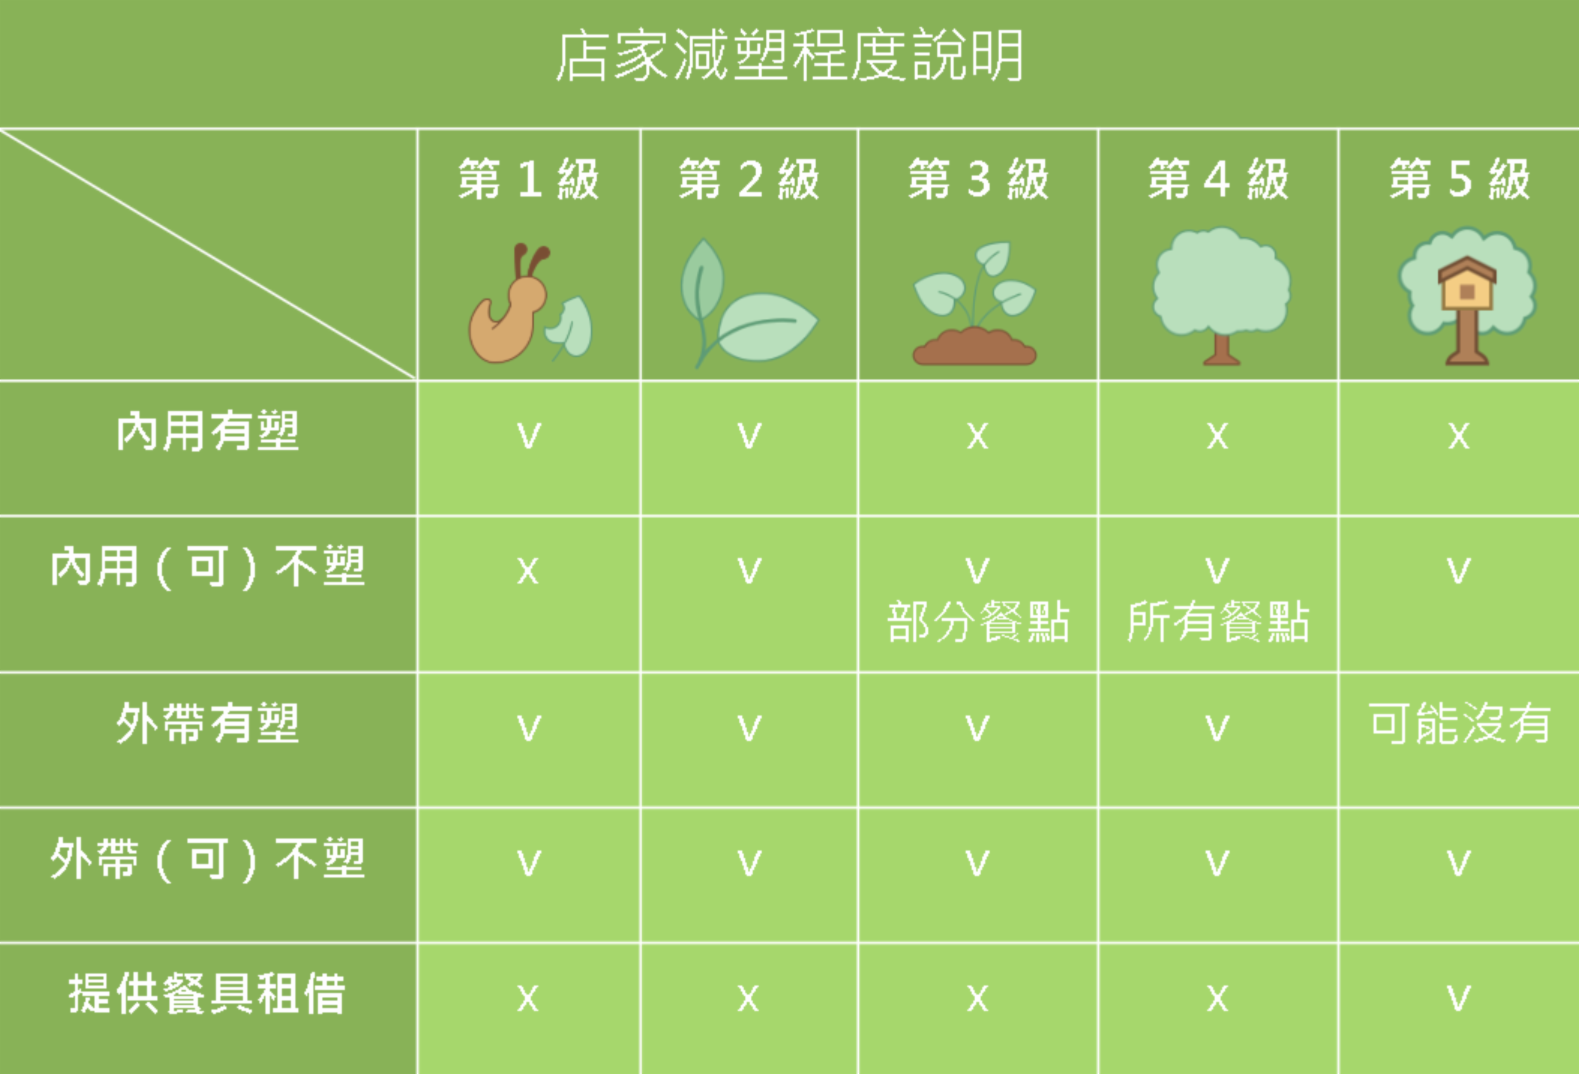 店家減塑程度說明
第 1 級 第 2 級 第 3 級 第 4 級 第 5 級
內用有塑 v v x x x
內用 ( 可 ) 不塑 x v v v v
部分餐點 所有餐點
外帶有塑 v v v v 可能沒有
外帶 ( 可 ) 不塑 v v v v v
提供餐具租借 x x x x v